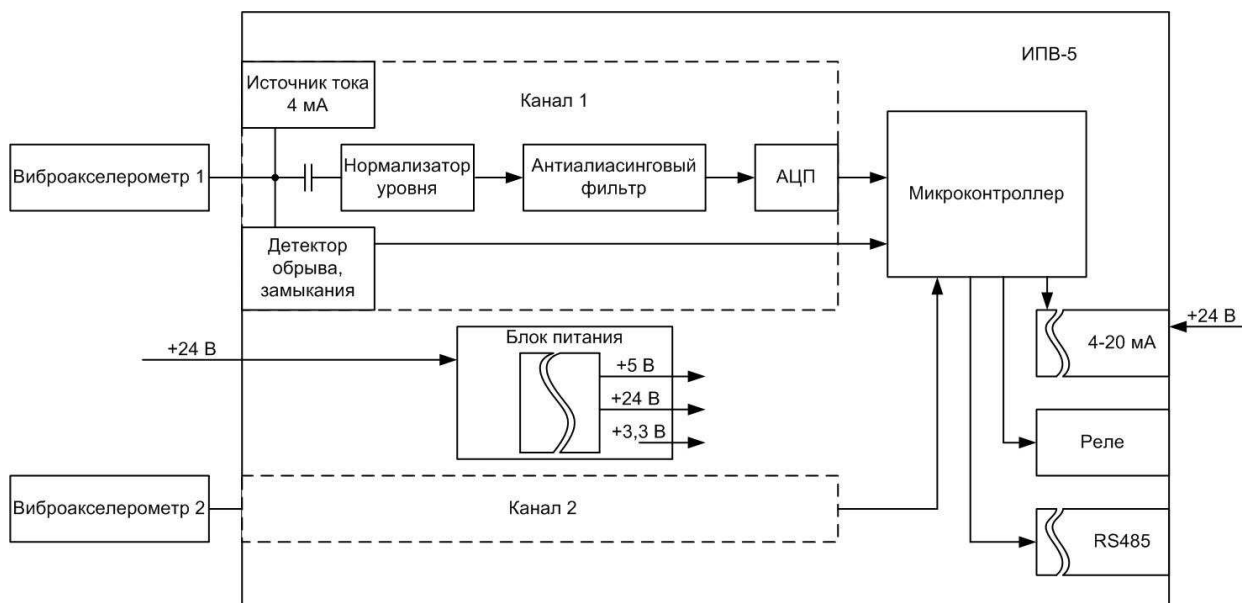 ИПВ-5
Источник тока
4 мА
Канал 1
Виброакселерометр 1
Нормализатор
уровня
Антиалиасинговый
фильтр
АЦП
Микроконтроллер
Детектор
обрыва,
замыкания
+24 В
Блок питания
+5 В
+24 В
+3,3 В
4-20 мА
+24 В
Реле
Виброакселерометр 2
Канал 2
RS485